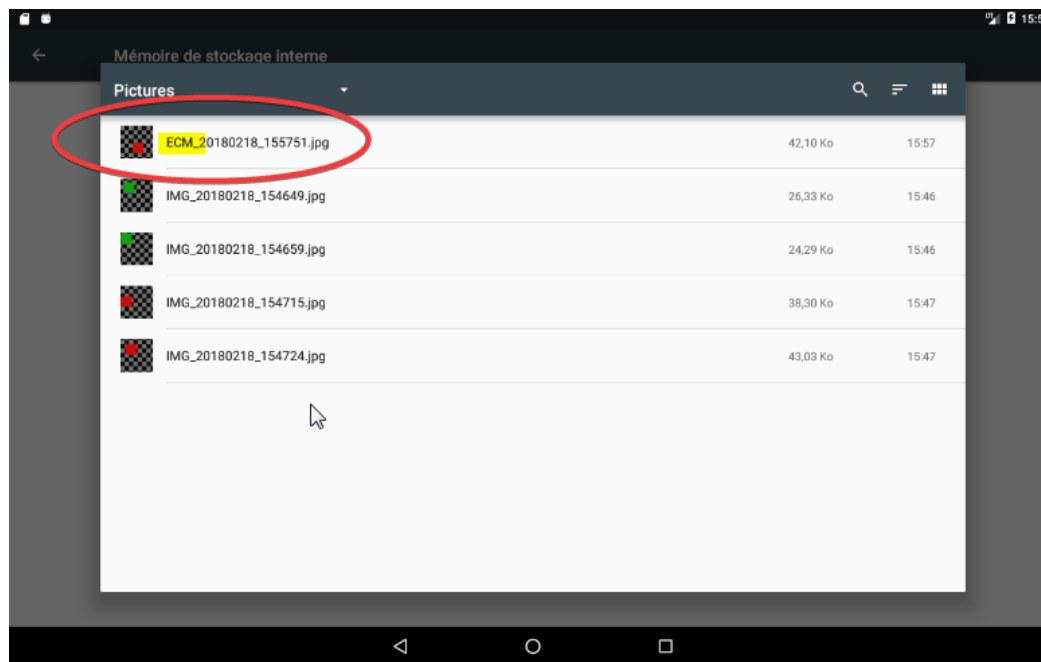 15:5
Mémoire de stockage interne
Pictures
ECM_20180218_155751.jpg 42,10 Ko 15:57
IMG_20180218_154649.jpg 26,33 Ko 15:46
IMG_20180218_154659.jpg 24,29 Ko 15:46
IMG_20180218_154715.jpg 38,30 Ko 15:47
IMG_20180218_154724.jpg 43,03 Ko 15:47